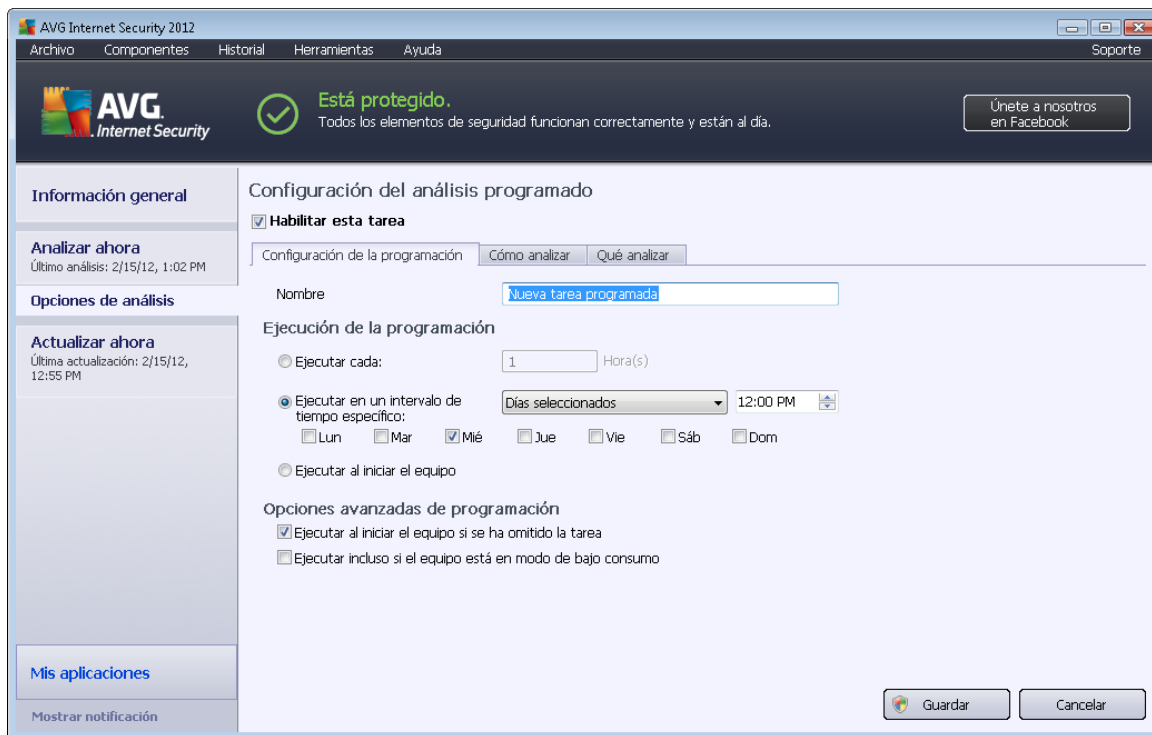 AVG Internet Security 2012
Archivo Componentes Historial Herramientas Ayuda Soporte
AVG.
Internet Security
Está protegido.
Todos los elementos de seguridad funcionan correctamente y están al día.
Únete a nosotros
en Facebook
Información general
Analizar ahora
Último análisis: 2/15/12, 1:02 PM
Opciones de análisis
Actualizar ahora
Última actualización: 2/15/12,
12:55 PM
Mis aplicaciones
Mostrar notificación
Configuración del análisis programado
Habilitar esta tarea
Configuración de la programación Cómo analizar Qué analizar
Nombre Nueva tarea programada
Ejecución de la programación
Ejecutar cada: 1 Hora(s)
Ejecutar en un intervalo de
tiempo específico:
Días seleccionados 12:00 PM
Lun Mar Mié Jue Vie Sáb Dom
Ejecutar al iniciar el equipo
Opciones avanzadas de programación
Ejecutar al iniciar el equipo si se ha omitido la tarea
Ejecutar incluso si el equipo está en modo de bajo consumo
Guardar Cancelar